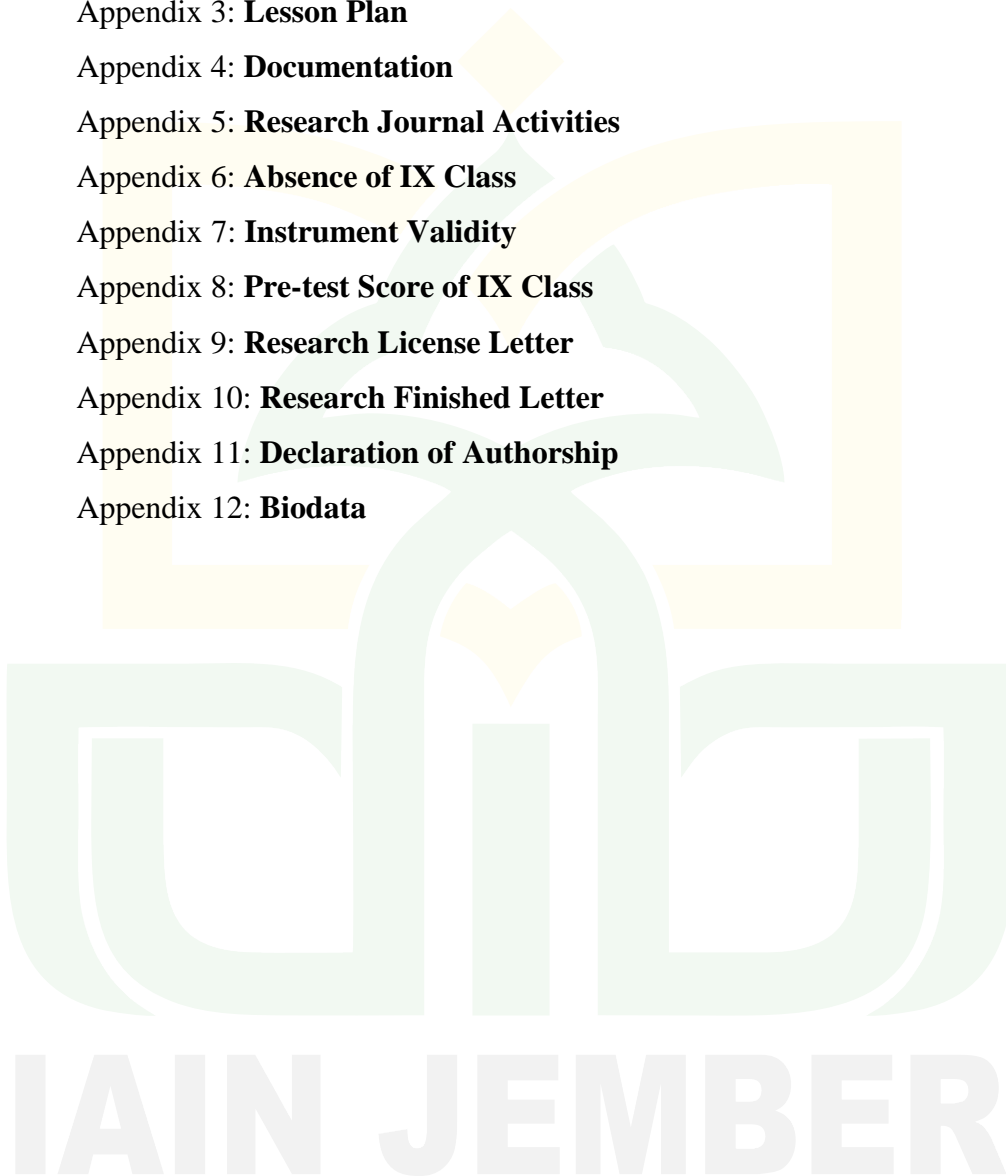 Appendix 3: Lesson Plan
Appendix 4: Documentation
Appendix 5: Research Journal Activities
Appendix 6: Absence of IX Class
Appendix 7: Instrument Validity
Appendix 8: Pre-test Score of IX Class
Appendix 9: Research License Letter
Appendix 10: Research Finished Letter
Appendix 11: Declaration of Authorship
Appendix 12: Biodata
IAIN JEMBER